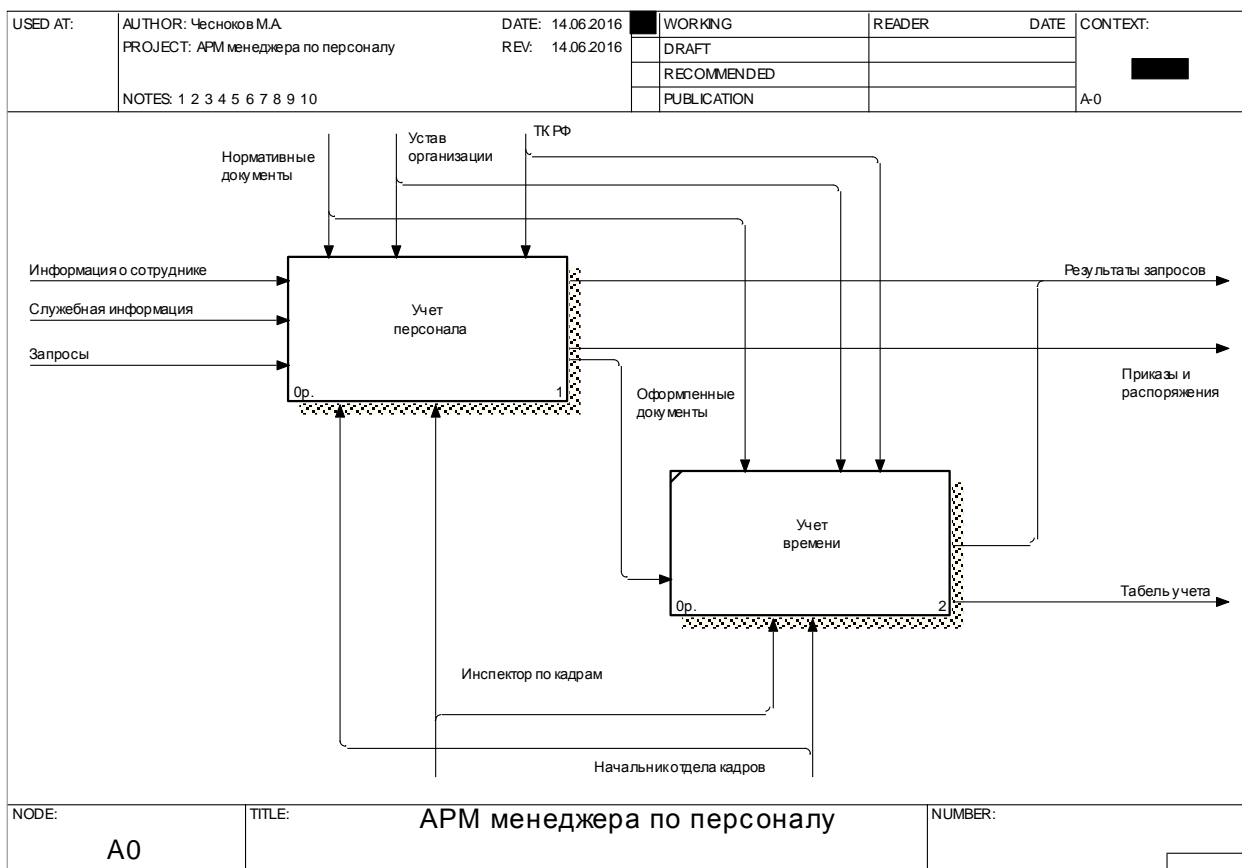 USED AT:
AUTHOR: Чесноков М.А.
DATE: 14.06.2016
WORKING
READER
DATE
CONTEXT:
PROJECT: АРМ менеджера по персоналу
REV: 14.06.2016
DRAFT
RECOMMENDED
NOTES: 1 2 3 4 5 6 7 8 9 10
PUBLICATION
A-0
Нормативные
документы
Устав
организации
ТК РФ
Информация о сотруднике
Служебная информация
Запросы
Учет
персонала
0р.
1
Результаты запросов
Приказы и
распоряжения
Оформленные
документы
Учет
времени
0р.
2
Табель учета
Инспектор по кадрам
Начальник отдела кадров
NODE:
A0
TITLE:
АРМ менеджера по персоналу
NUMBER: